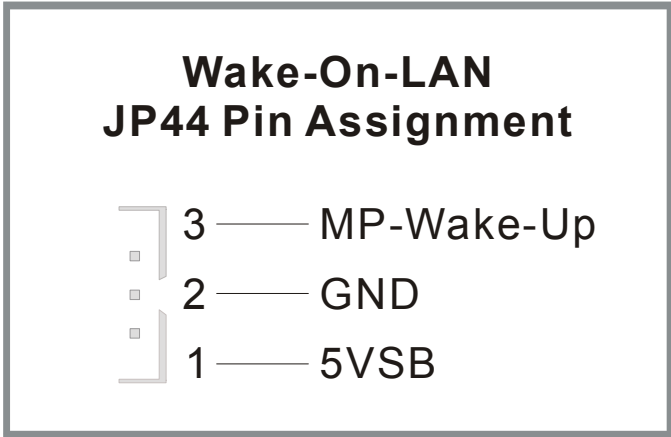 Wake-On-LAN
JP44 Pin Assignment
3 MP-Wake-Up
2 GND
1 5VSB